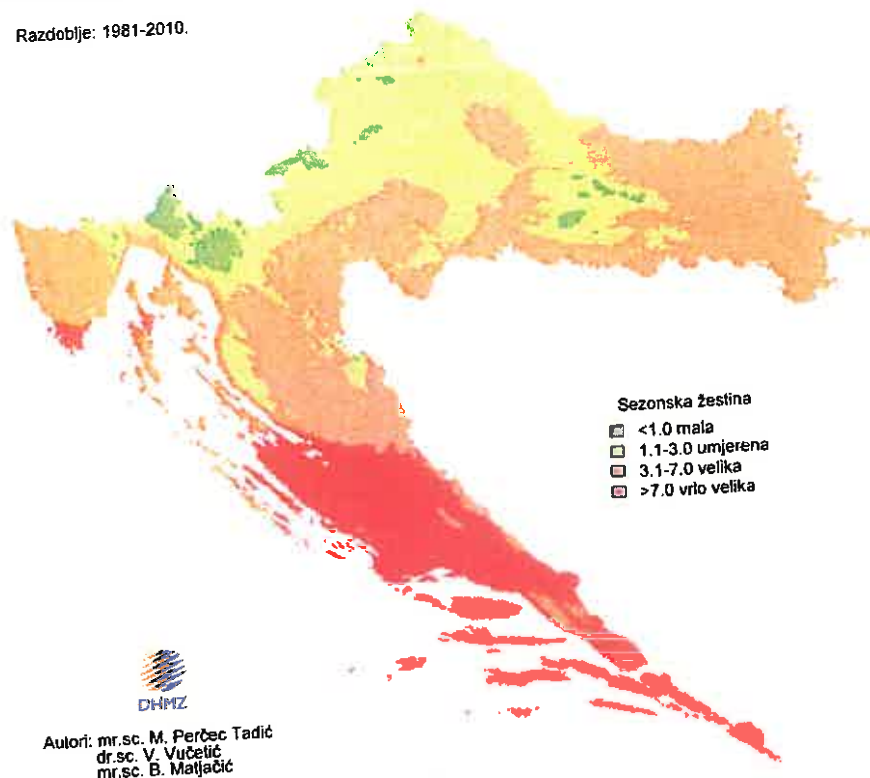 Razdoblje: 1981-2010.
Sezonska žestina
<1.0 mala
1.1-3.0 umjerena
3.1-7.0 velika
>7.0 vrlo velika
DHMZ
Autori: mr.sc. M. Perčec Tadić
dr.sc. V. Vučetić
mr.sc. B. Matjačić